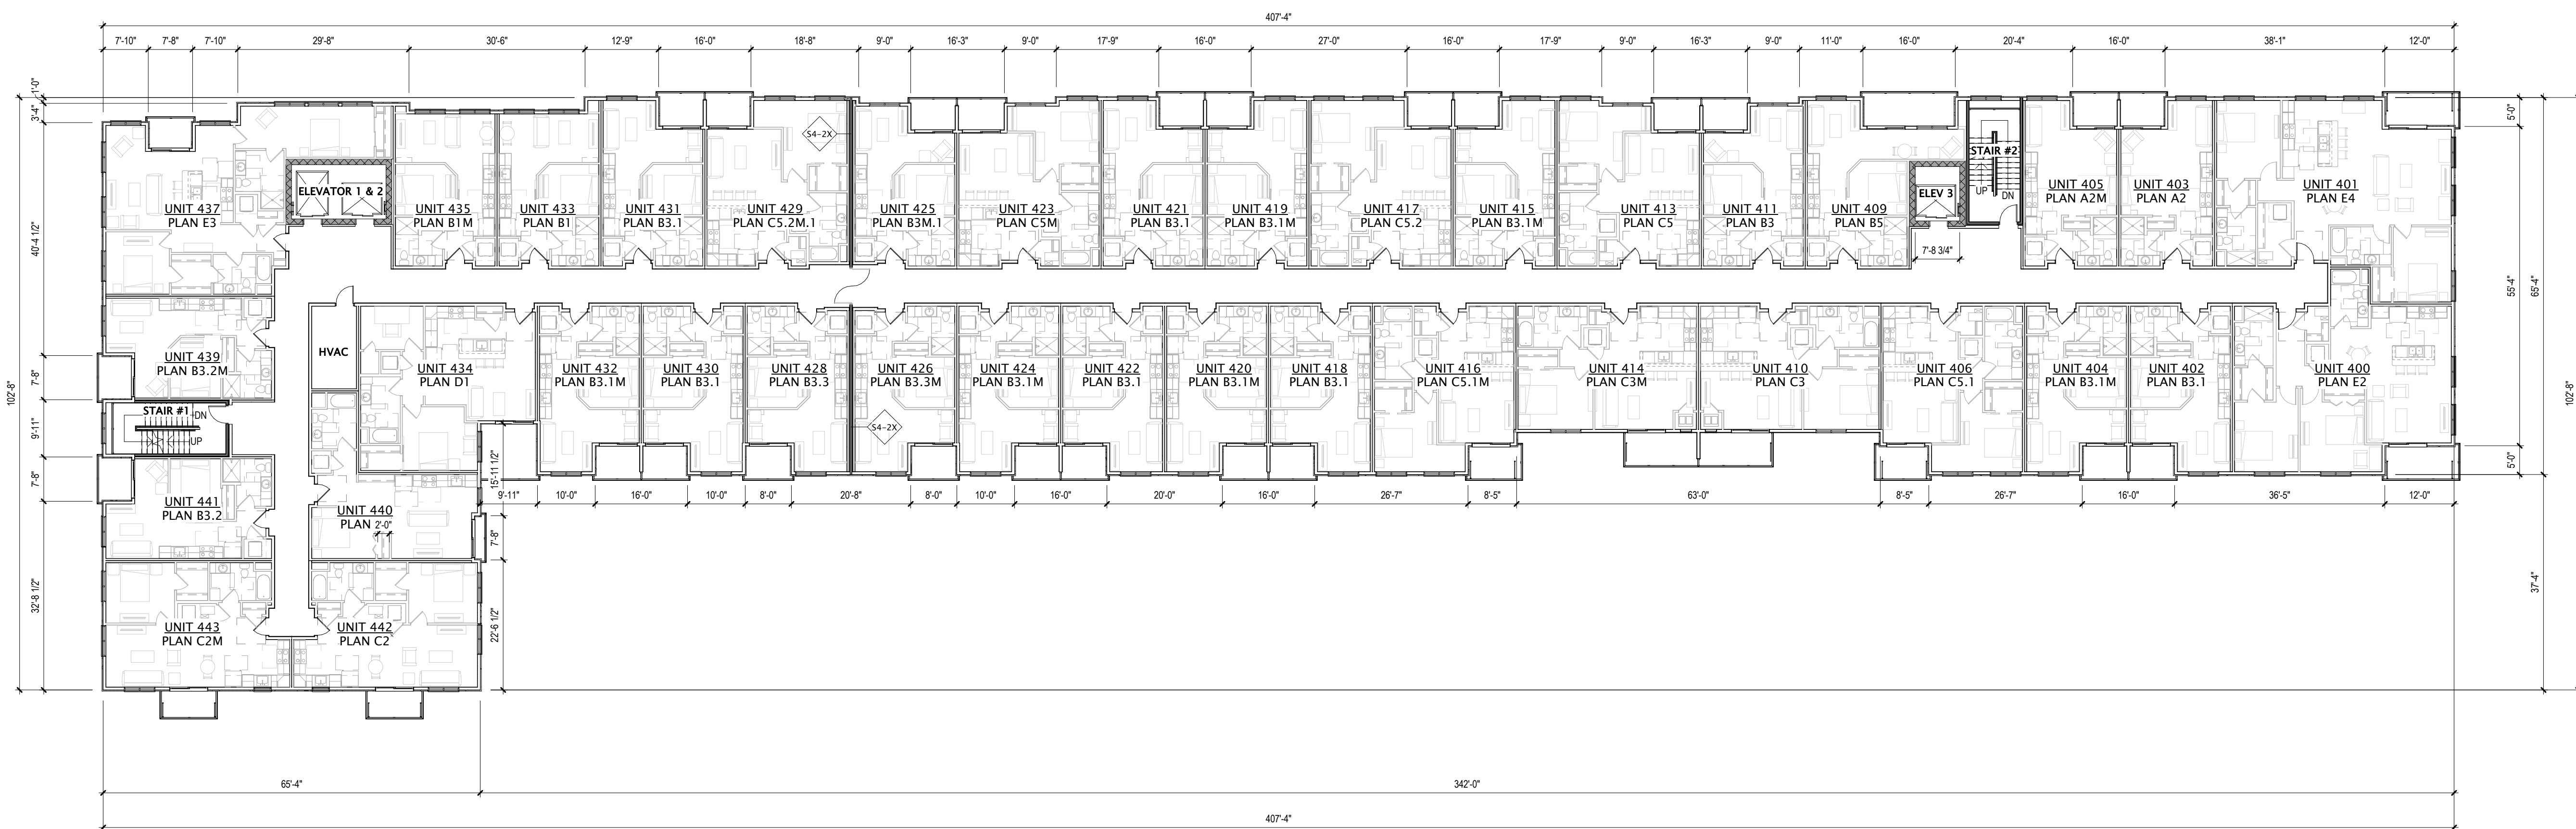 407'-4"
7'-10" 7'-8" 7'-10" 29'-8" 30'-6" 12'-9" 16'-0" 18'-8" 9'-0" 16'-3" 9'-0" 17'-9" 16'-0" 27'-0" 16'-0" 17'-9" 9'-0" 16'-3" 9'-0" 11'-0" 16'-0" 20'-4" 16'-0" 38'-1" 12'-0"
1'-0"
3'-4"
40'-4 1/2"
7'-8"
9'-11"
7'-8"
32'-8 1/2"
102'-8"
S4-2X
ELEVATOR 1 & 2
UNIT 437
PLAN E3
UNIT 435
PLAN B1M
UNIT 433
PLAN B1
UNIT 431
PLAN B3.1
UNIT 429
PLAN C5.2M.1
UNIT 425
PLAN B3M.1
UNIT 423
PLAN C5M
UNIT 421
PLAN B3.1
UNIT 419
PLAN B3.1M
UNIT 417
PLAN C5.2
UNIT 415
PLAN B3.1M
UNIT 413
PLAN C5
UNIT 411
PLAN B3
UNIT 409
PLAN B5
ELEV 3
7'-8 3/4"
STAIR #2
UP
DN
UNIT 405
PLAN A2M
UNIT 403
PLAN A2
UNIT 401
PLAN E4
5'-0"
55'-4"
65'-4"
5'-0"
37'-4"
102'-8"
UNIT 439
PLAN B3.2M
HVAC
UNIT 434
PLAN D1
UNIT 432
PLAN B3.1M
UNIT 430
PLAN B3.1
UNIT 428
PLAN B3.3
UNIT 426
PLAN B3.3M
UNIT 424
PLAN B3.1M
UNIT 422
PLAN B3.1
UNIT 420
PLAN B3.1M
UNIT 418
PLAN B3.1
UNIT 416
PLAN C5.1M
UNIT 414
PLAN C3M
UNIT 410
PLAN C3
UNIT 406
PLAN C5.1
UNIT 404
PLAN B3.1M
UNIT 402
PLAN B3.1
UNIT 400
PLAN E2
S4-2X
STAIR #1
DN
UP
15'-11 1/2"
9'-11" 10'-0" 16'-0" 10'-0" 8'-0" 20'-8" 8'-0" 10'-0" 16'-0" 20'-0" 16'-0" 26'-7" 8'-5" 63'-0" 8'-5" 26'-7" 16'-0" 36'-5" 12'-0"
UNIT 441
PLAN B3.2
UNIT 440
PLAN
2'-0"
7'-8"
22'-6 1/2"
UNIT 443
PLAN C2M
UNIT 442
PLAN C2
65'-4" 342'-0"
407'-4"